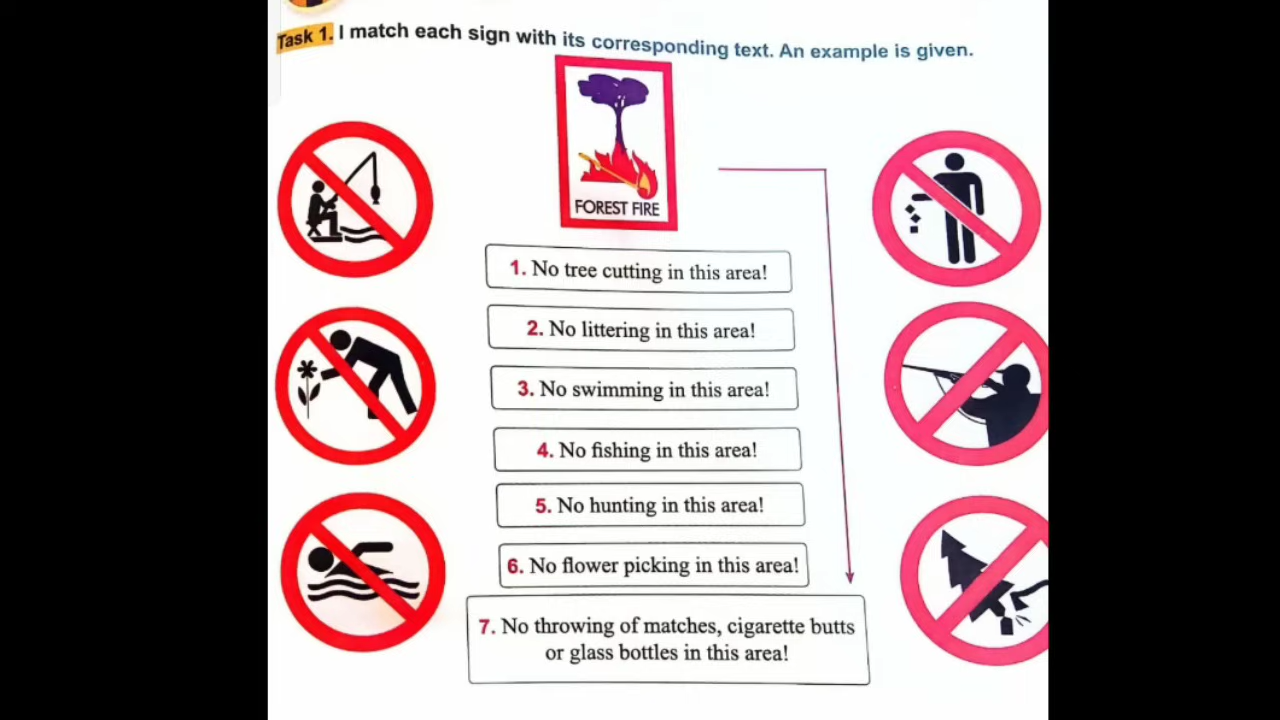 Task 1. I match each sign with its corresponding text. An example is given.
FOREST FIRE
1. No tree cutting in this area!
2. No littering in this area!
3. No swimming in this area!
4. No fishing in this area!
5. No hunting in this area!
6. No flower picking in this area!
7. No throwing of matches, cigarette butts
or glass bottles in this area!